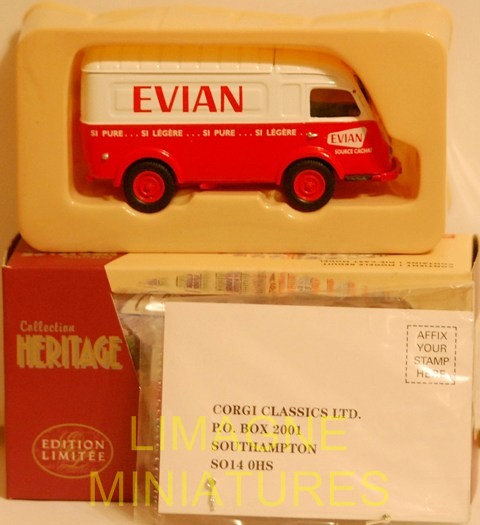 EVIAN
SI PURE... SI LÉGÈRE... SI PURE... SI LÉGÈRE...
EVIAN
SOURCE CACHAT
Collection
HERITAGE
EDITION
LIMITÉE
AFFIX
YOUR
STAMP
HERE
CORGI CLASSICS LTD.
P.O. BOX 2001
SOUTHAMPTON
SO14 0HS
LIMAGNE
MINIATURES